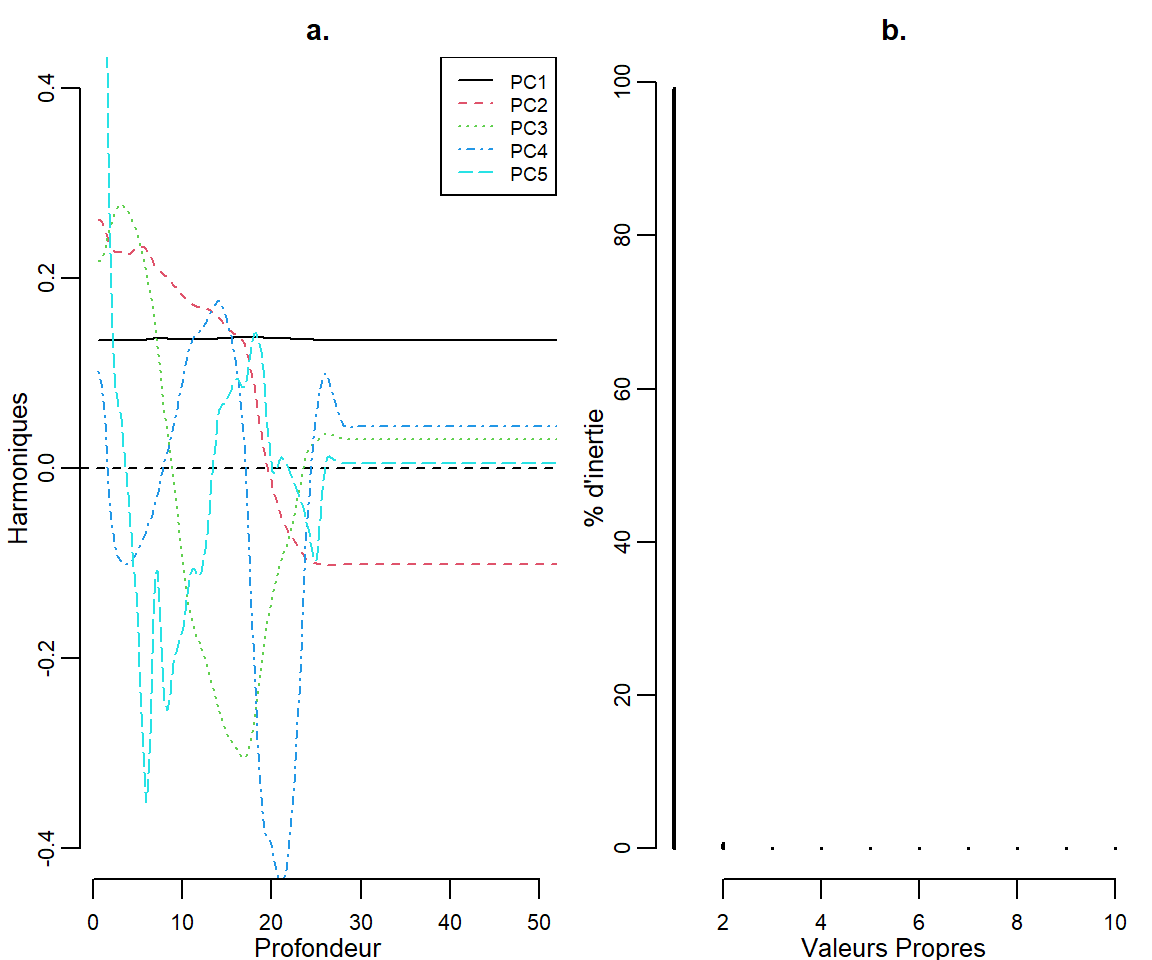 a.
Harmoniques
0.4
0.2
0.0
-0.2
-0.4
PC1
PC2
PC3
PC4
PC5
0 10 20 30 40 50
Profondeur
b.
% d'inertie
100
80
60
40
20
0
2 4 6 8 10
Valeurs Propres